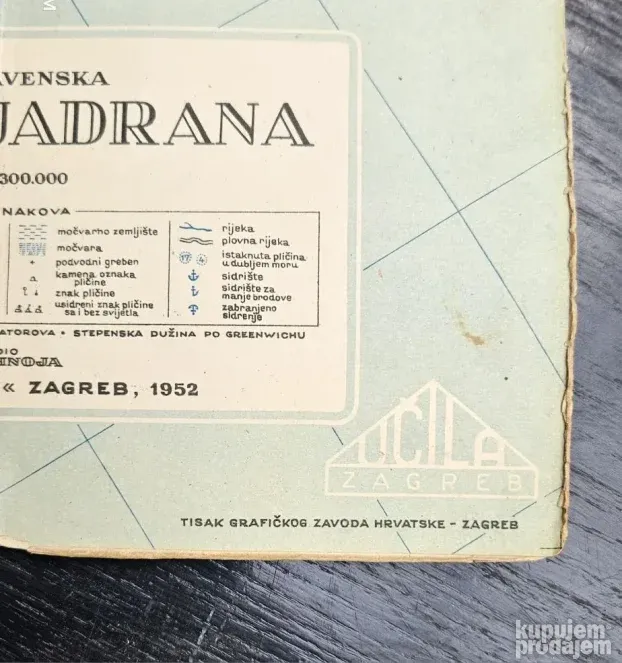 AVENSKA
JADRANA
300.000
NAKOVA
močvarno zemljište
močvara
podvodni greben
kamena oznaka
pličine
znak pličine
usidreni znak pličine
sa i bez svijetla
rijeka
plovna rijeka
istaknuta pličina
u dubljem moru
sidrište
sidrište za
manje brodove
zabranjeno
sidrenje
ATOROVA • STEPENSKA DUŽINA PO GREENWICHU
DIO
« ZAGREB, 1952
UČILA
ZAGREB
TISAK GRAFIČKOG ZAVODA HRVATSKE - ZAGREB
kupujem
prodajem